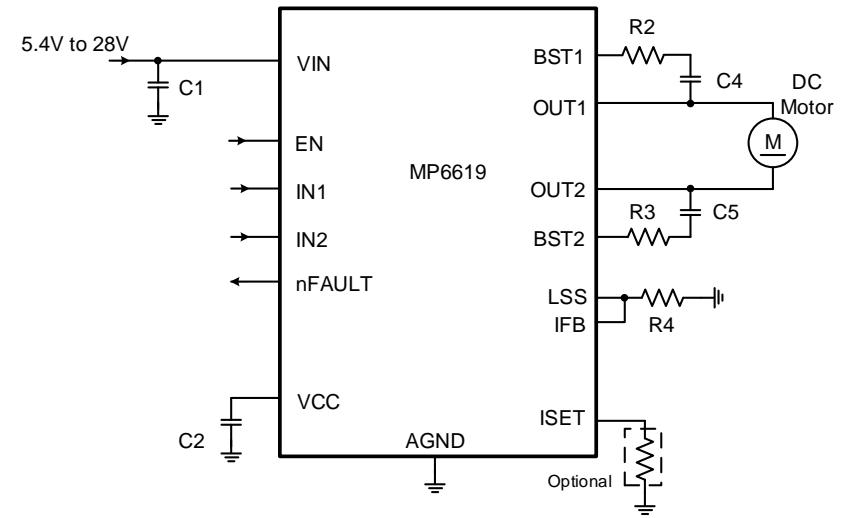 5.4V to 28V
C1
VIN
EN
IN1
IN2
nFAULT
VCC
C2
AGND
MP6619
BST1
R2
C4
OUT1
DC
Motor
M
OUT2
R3
C5
BST2
LSS
IFB
R4
ISET
Optional